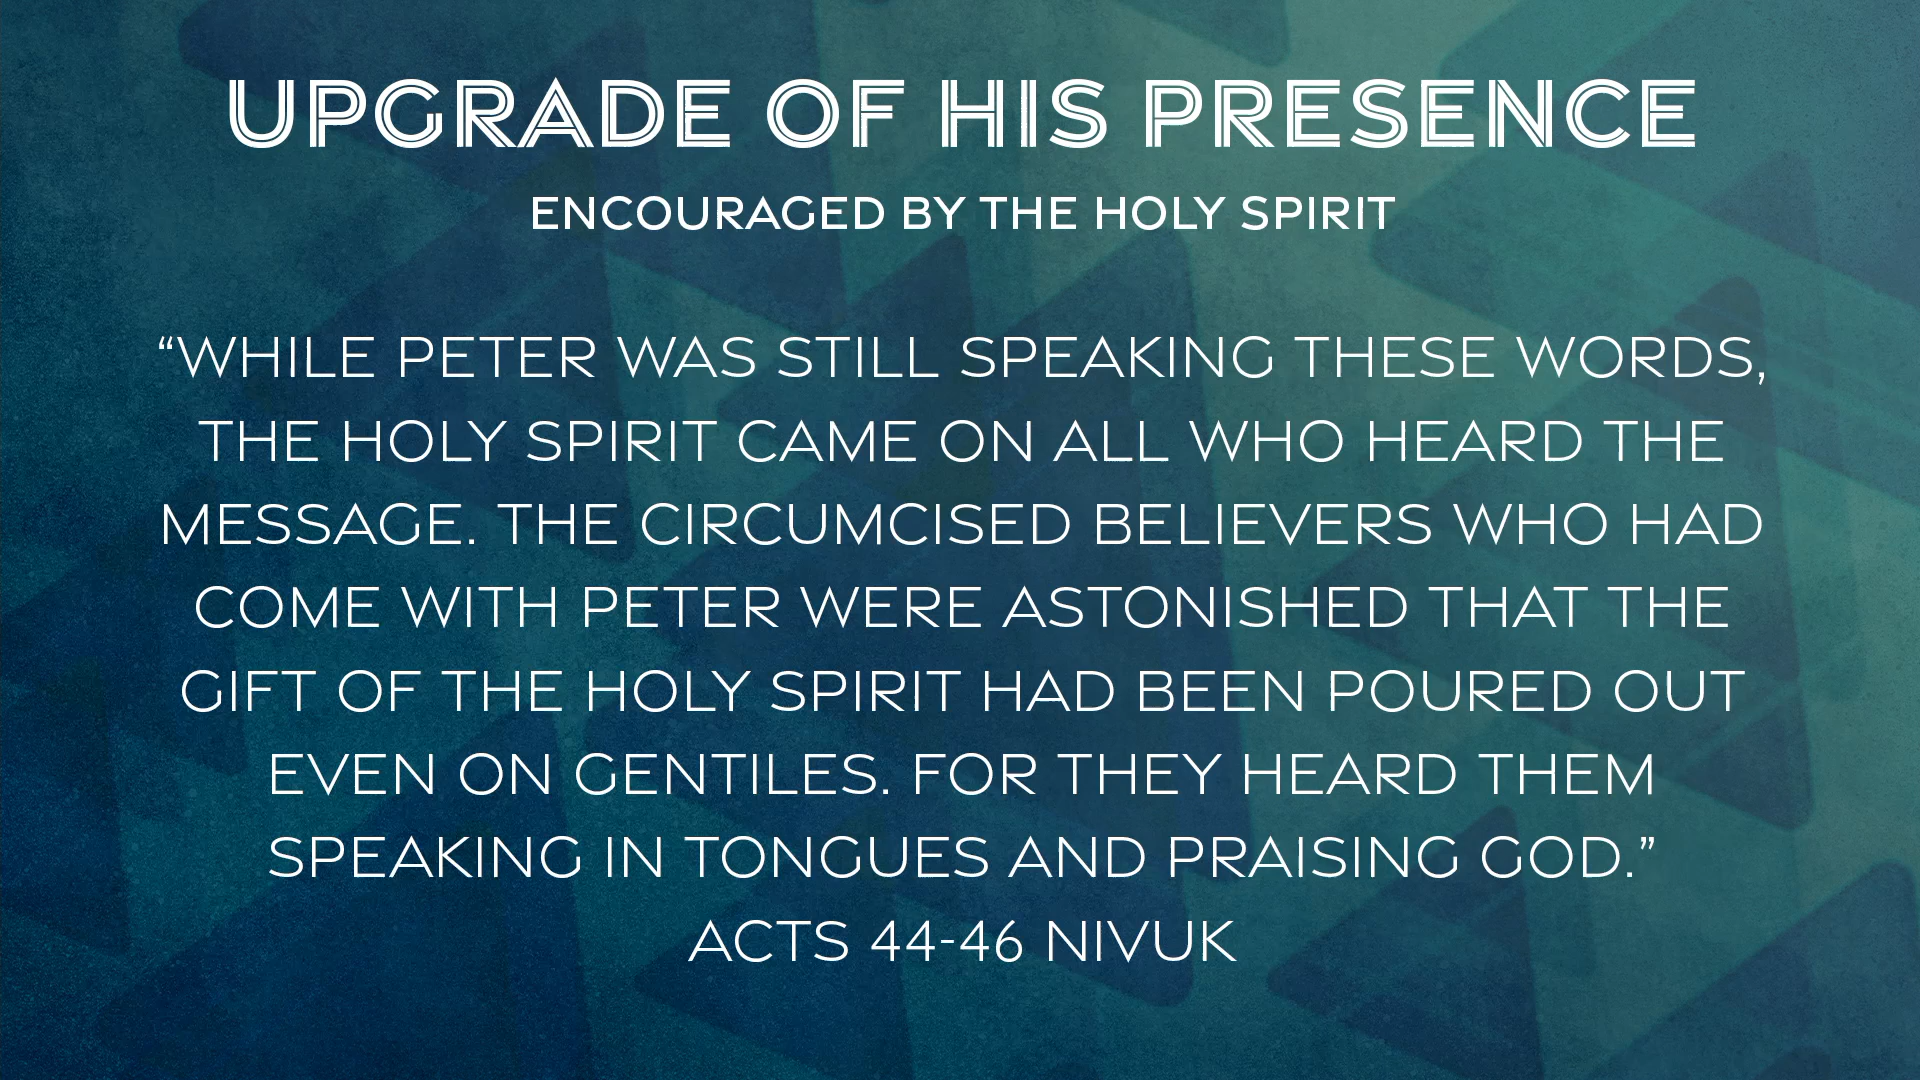 UPGRADE OF HIS PRESENCE
ENCOURAGED BY THE HOLY SPIRIT
“WHILE PETER WAS STILL SPEAKING THESE WORDS,
THE HOLY SPIRIT CAME ON ALL WHO HEARD THE
MESSAGE. THE CIRCUMCISED BELIEVERS WHO HAD
COME WITH PETER WERE ASTONISHED THAT THE
GIFT OF THE HOLY SPIRIT HAD BEEN POURED OUT
EVEN ON GENTILES. FOR THEY HEARD THEM
SPEAKING IN TONGUES AND PRAISING GOD.”
ACTS 44-46 NIVUK